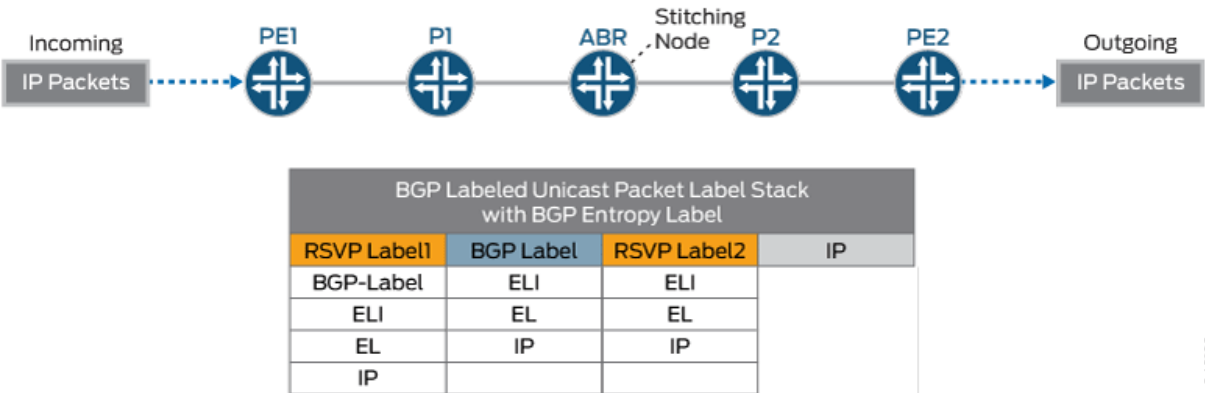 Incoming
IP Packets
PE1
P1
ABR
Stitching
Node
P2
PE2
Outgoing
IP Packets
BGP Labeled Unicast Packet Label Stack
with BGP Entropy Label
RSVP Label1 BGP Label RSVP Label2 IP
BGP-Label ELI ELI
ELI EL EL
EL IP IP
IP